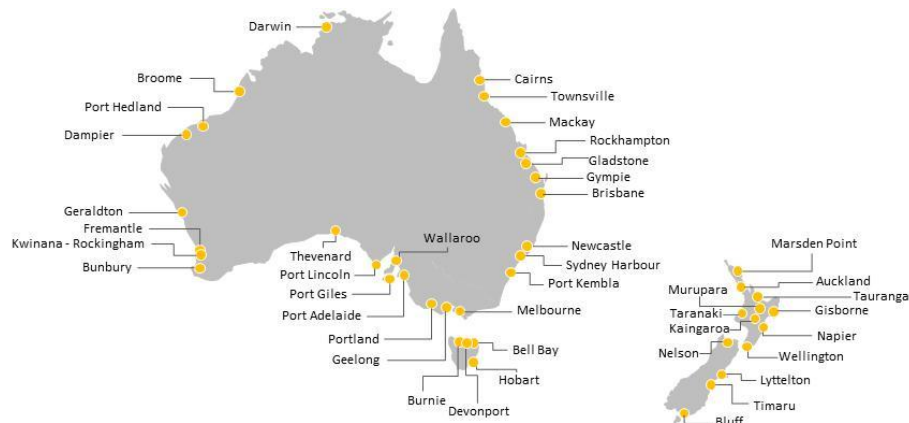 Darwin
Broome
Port Hedland
Dampier
Geraldton
Fremantle
Kwinana - Rockingham
Bunbury
Thevenard
Port Lincoln
Port Giles
Port Adelaide
Wallaroo
Portland
Geelong
Melbourne
Burnie
Devonport
Bell Bay
Hobart
Cairns
Townsville
Mackay
Rockhampton
Gladstone
Gympie
Brisbane
Newcastle
Sydney Harbour
Port Kembla
Marsden Point
Auckland
Tauranga
Murupara
Gisborne
Taranaki
Kaingaroa
Napier
Nelson
Wellington
Lyttelton
Timaru
Bluff